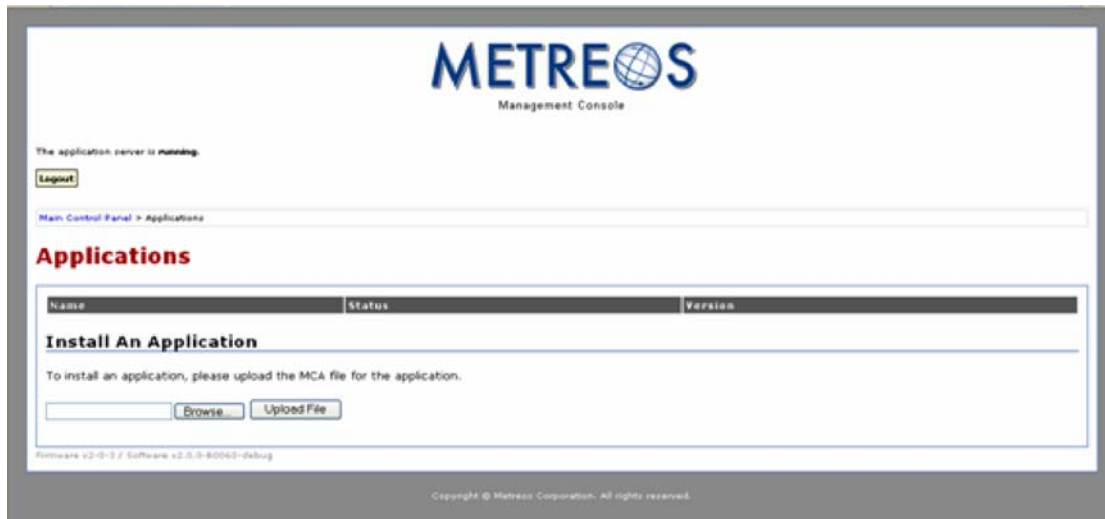 METREOS
Management Console
The application server is running.
Logout
Main Control Panel > Applications
Applications
Name Status Version
Install An Application
To install an application, please upload the MCA file for the application.
Browse... Upload File
Firmware v2-0-3 / Software v2.0.0-B0060-debug
Copyright © Metreos Corporation. All rights reserved.